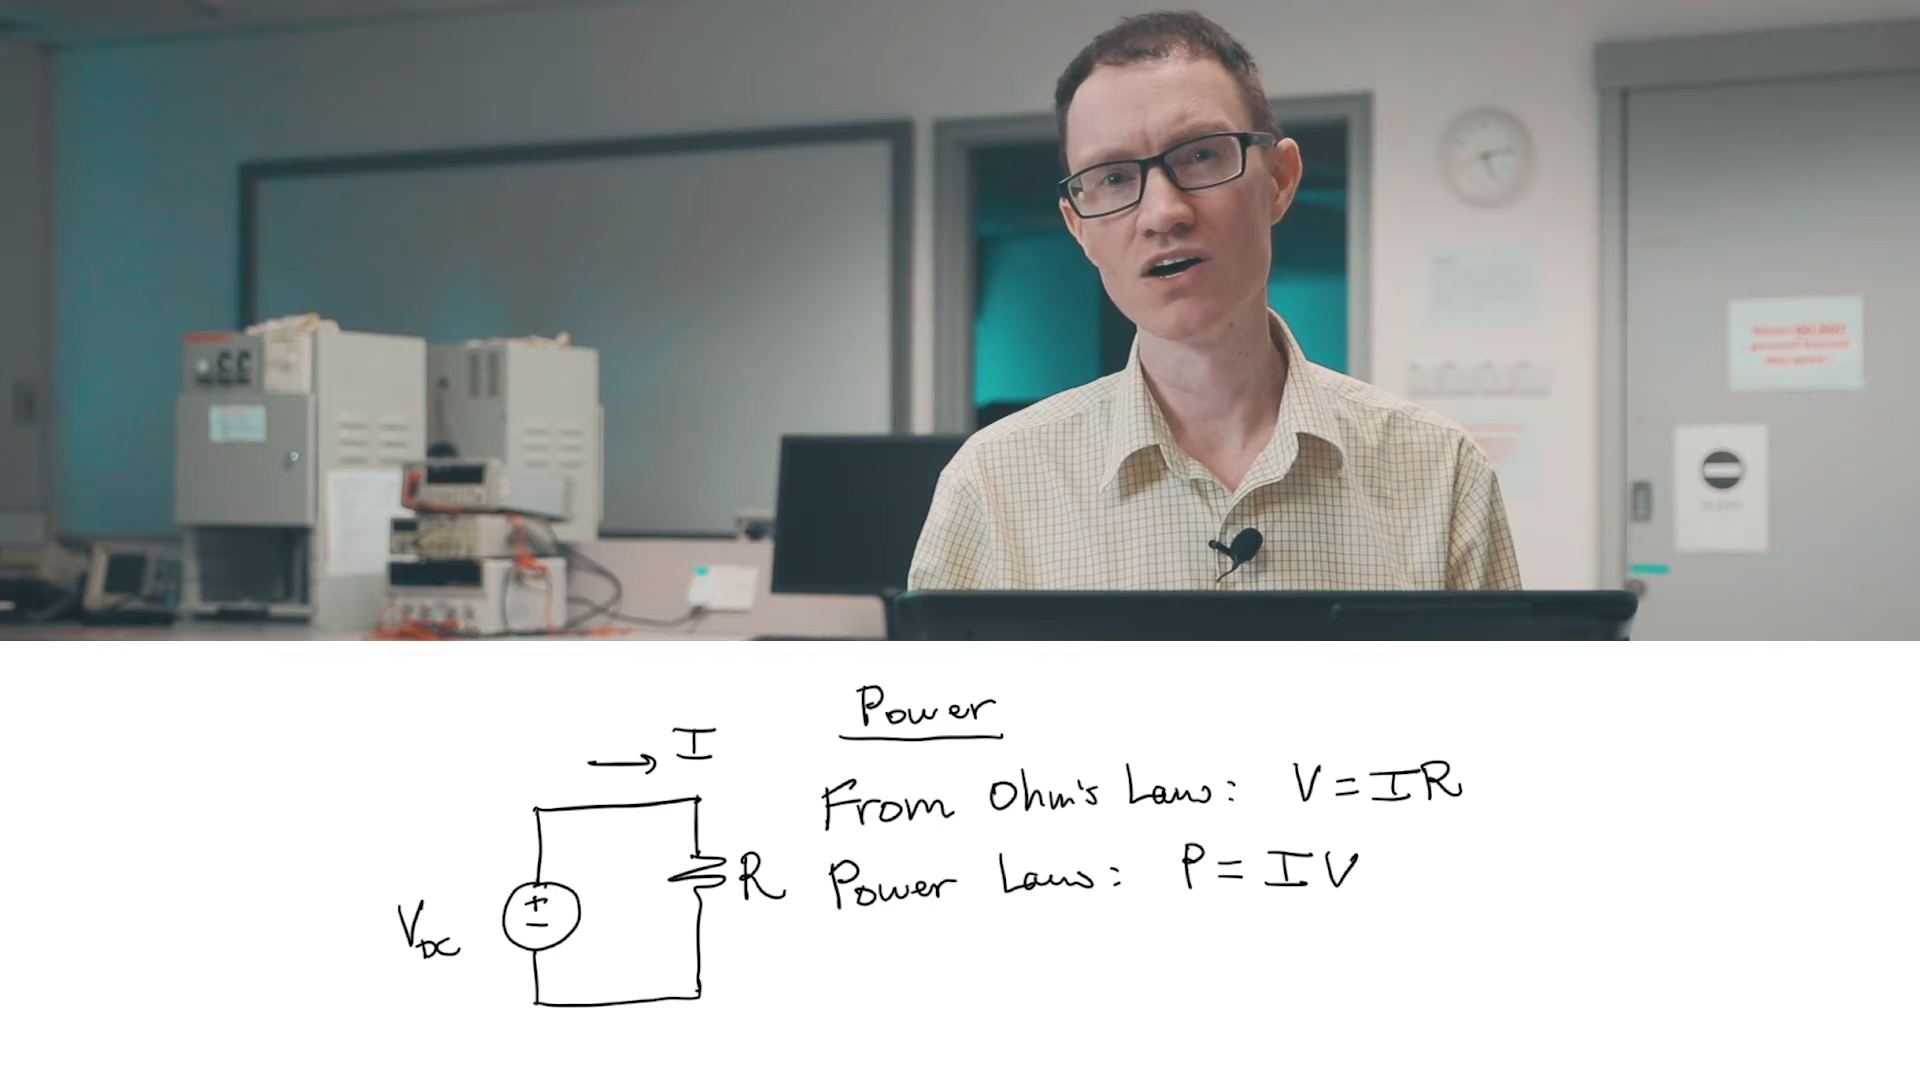 Power
I
From Ohm's Law: V = IR
R
Power Law: P = IV
+
−
V_DC